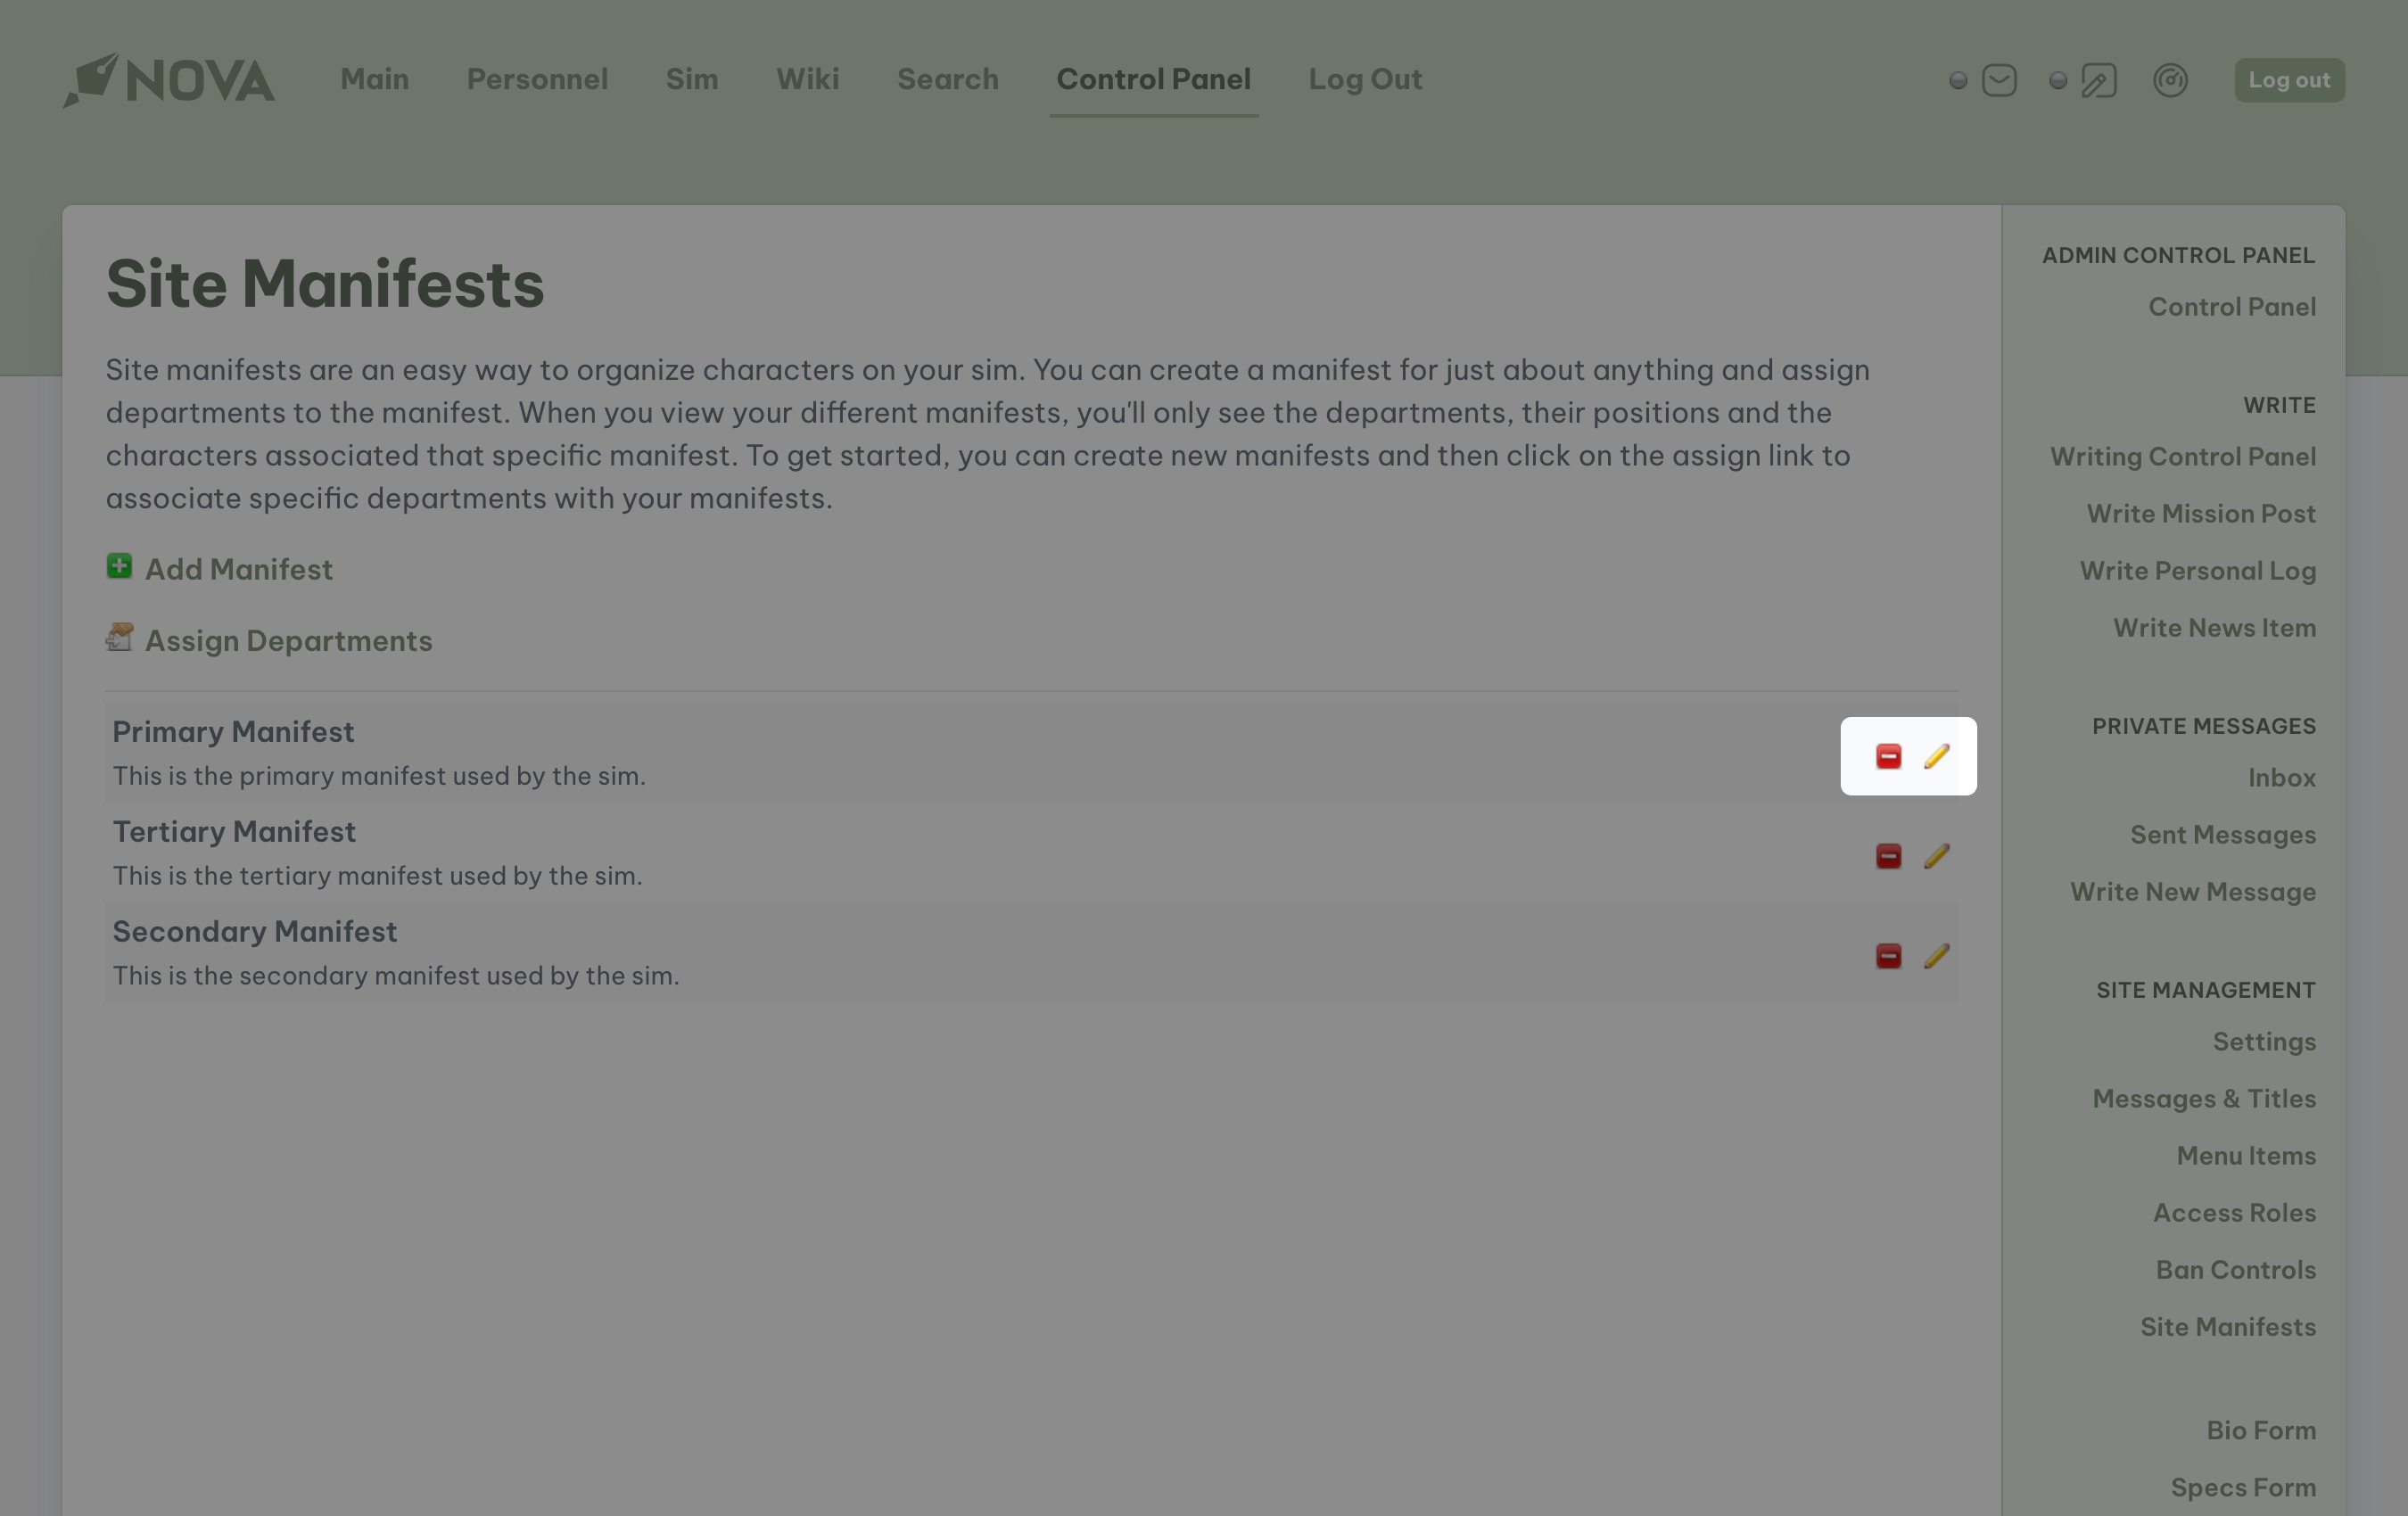 NOVA
Main
Personnel
Sim
Wiki
Search
Control Panel
Log Out
Log out
Site Manifests
Site manifests are an easy way to organize characters on your sim. You can create a manifest for just about anything and assign
departments to the manifest. When you view your different manifests, you'll only see the departments, their positions and the
characters associated that specific manifest. To get started, you can create new manifests and then click on the assign link to
associate specific departments with your manifests.
Add Manifest
Assign Departments
Primary Manifest
This is the primary manifest used by the sim.
Tertiary Manifest
This is the tertiary manifest used by the sim.
Secondary Manifest
This is the secondary manifest used by the sim.
ADMIN CONTROL PANEL
Control Panel
WRITE
Writing Control Panel
Write Mission Post
Write Personal Log
Write News Item
PRIVATE MESSAGES
Inbox
Sent Messages
Write New Message
SITE MANAGEMENT
Settings
Messages & Titles
Menu Items
Access Roles
Ban Controls
Site Manifests
Bio Form
Specs Form